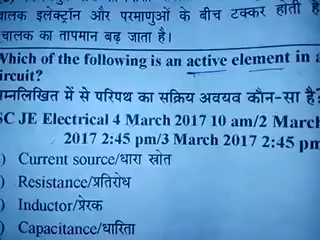 चालक इलेक्ट्रॉन और परमाणुओं के बीच टक्कर होती है
चालक का तापमान बढ़ जाता है।
Which of the following is an active element in a
circuit?
निम्नलिखित में से परिपथ का सक्रिय अवयव कौन-सा है?
SC JE Electrical 4 March 2017 10 am/2 March
2017 2:45 pm/3 March 2017 2:45 pm
) Current source/धारा स्रोत
) Resistance/प्रतिरोध
) Inductor/प्रेरक
) Capacitance/धारिता